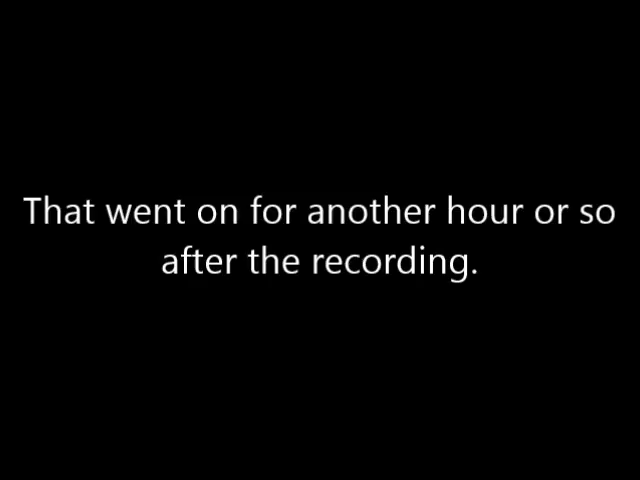 That went on for another hour or so
after the recording.